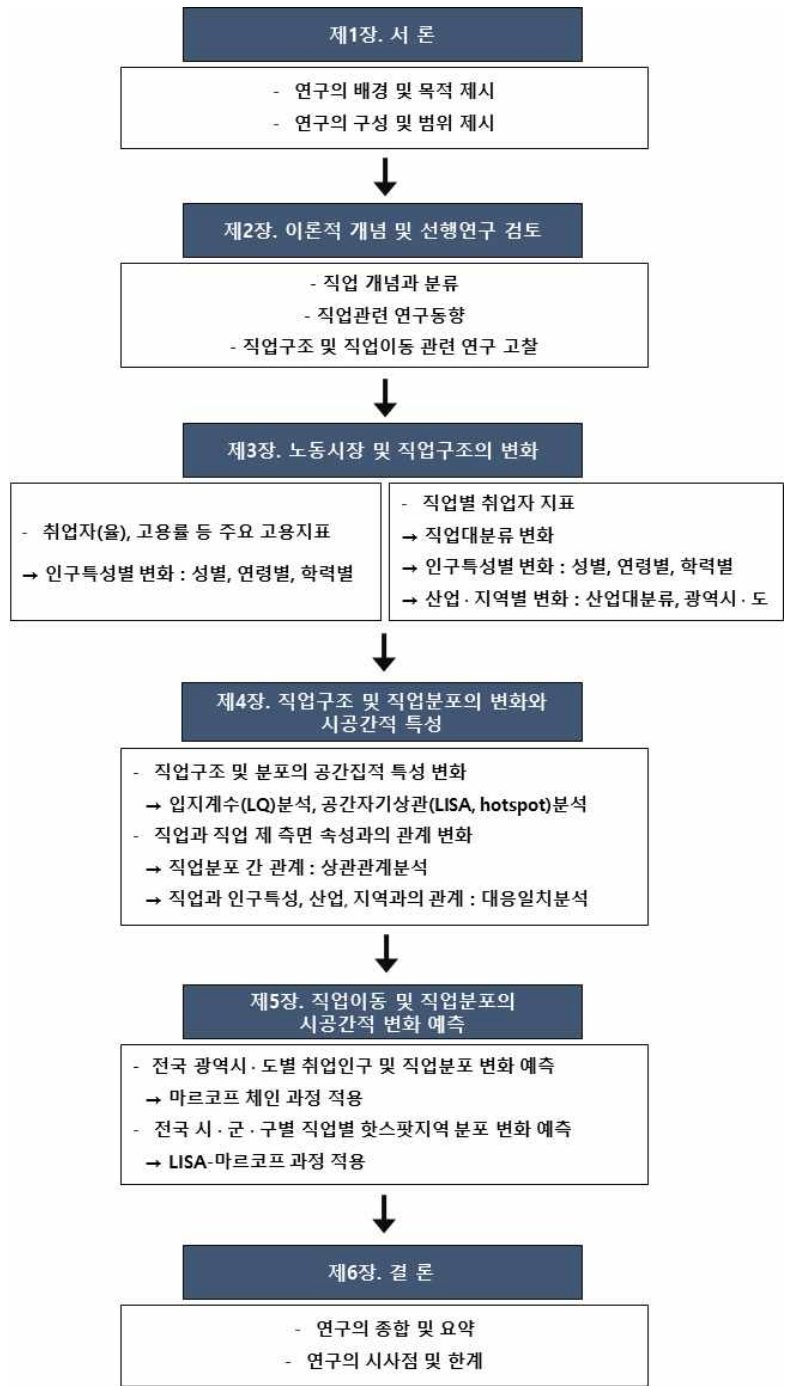 제1장. 서 론
- 연구의 배경 및 목적 제시
- 연구의 구성 및 범위 제시
제2장. 이론적 개념 및 선행연구 검토
- 직업 개념과 분류
- 직업관련 연구동향
- 직업구조 및 직업이동 관련 연구 고찰
제3장. 노동시장 및 직업구조의 변화
- 취업자(율), 고용률 등 주요 고용지표
→ 인구특성별 변화 : 성별, 연령별, 학력별
- 직업별 취업자 지표
→ 직업대분류 변화
→ 인구특성별 변화 : 성별, 연령별, 학력별
→ 산업 · 지역별 변화 : 산업대분류, 광역시 · 도
제4장. 직업구조 및 직업분포의 변화와
시공간적 특성
- 직업구조 및 분포의 공간집적 특성 변화
→ 입지계수(LQ)분석, 공간자기상관(LISA, hotspot)분석
- 직업과 직업 제 측면 속성과의 관계 변화
→ 직업분포 간 관계 : 상관관계분석
→ 직업과 인구특성, 산업, 지역과의 관계 : 대응일치분석
제5장. 직업이동 및 직업분포의
시공간적 변화 예측
- 전국 광역시 · 도별 취업인구 및 직업분포 변화 예측
→ 마르코프 체인 과정 적용
- 전국 시 · 군 · 구별 직업별 핫스팟지역 분포 변화 예측
→ LISA-마르코프 과정 적용
제6장. 결 론
- 연구의 종합 및 요약
- 연구의 시사점 및 한계